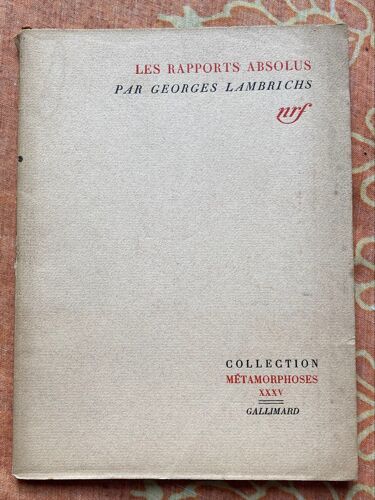 LES RAPPORTS ABSOLUS
PAR GEORGES LAMBRICHS
nrf
COLLECTION
MÉTAMORPHOSES
XXXV
GALLIMARD